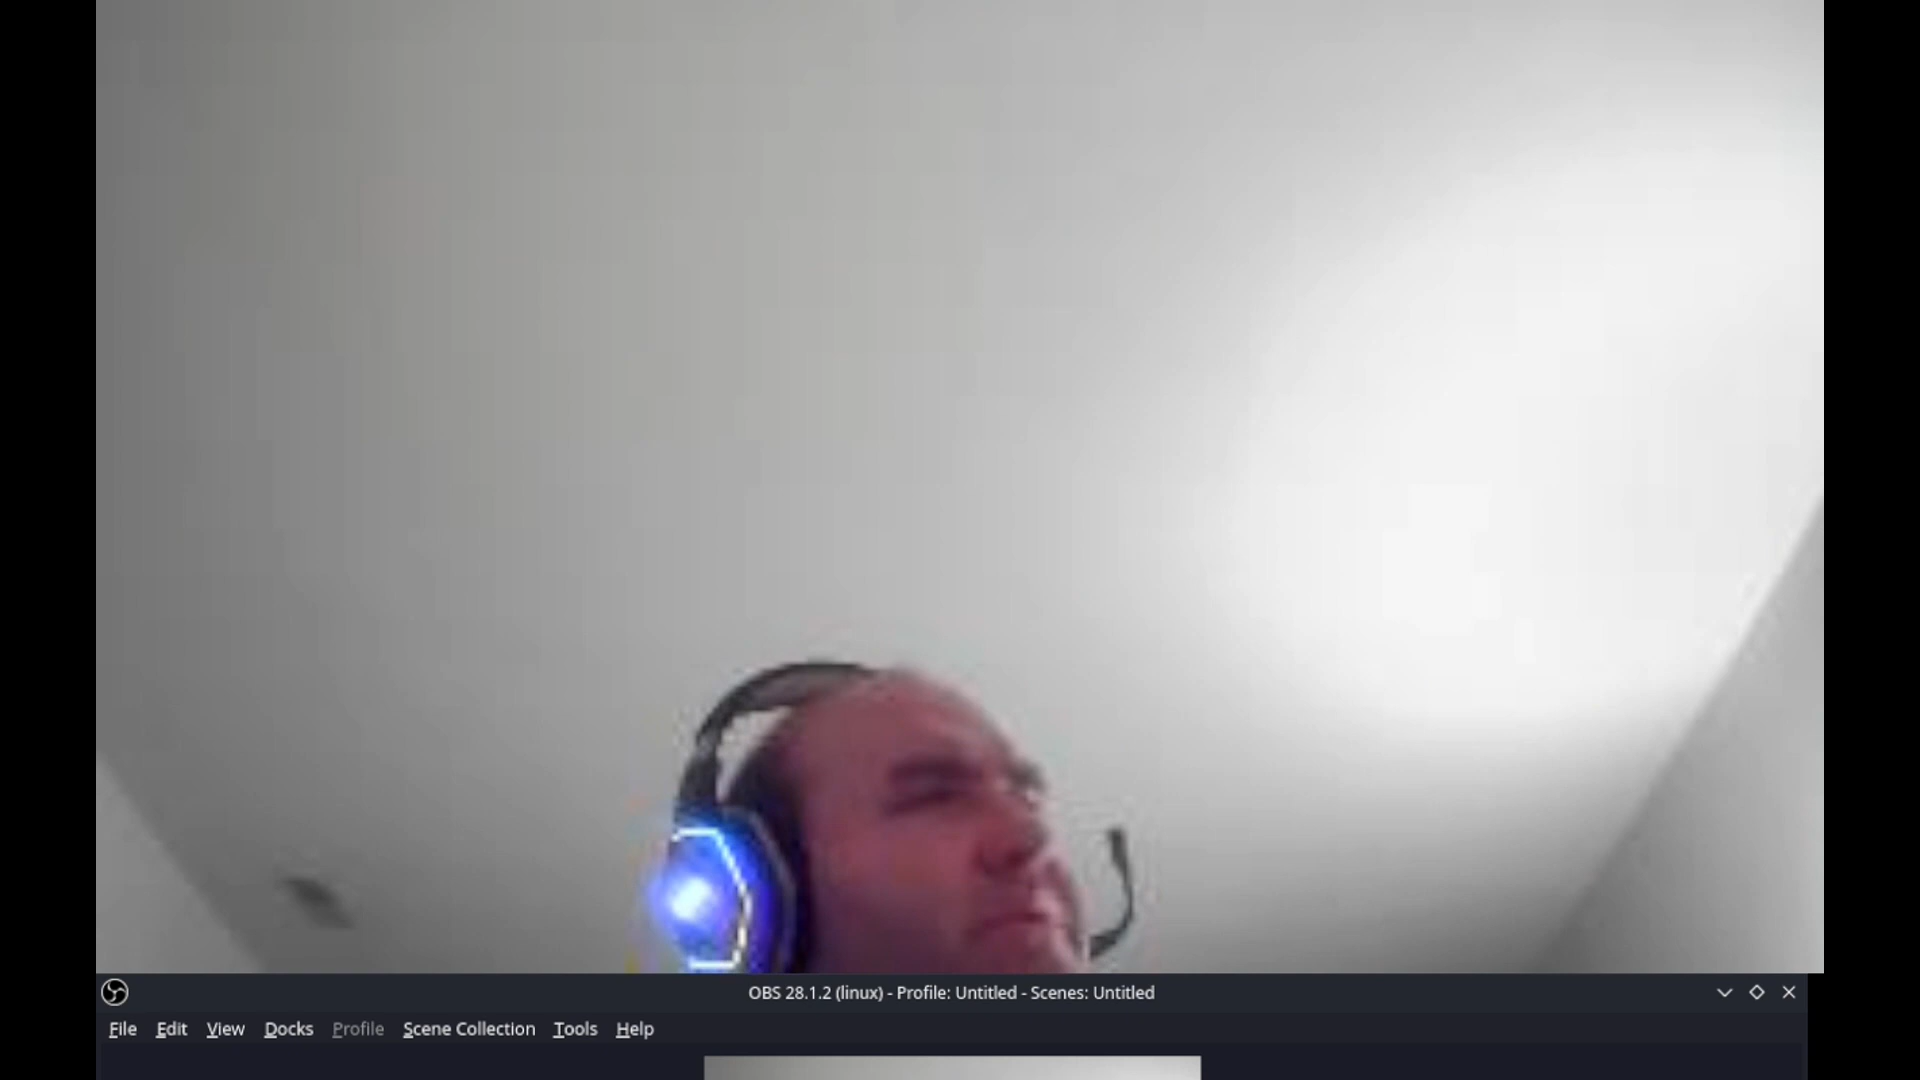 OBS 28.1.2 (linux) - Profile: Untitled - Scenes: Untitled
File Edit View Docks Profile Scene Collection Tools Help